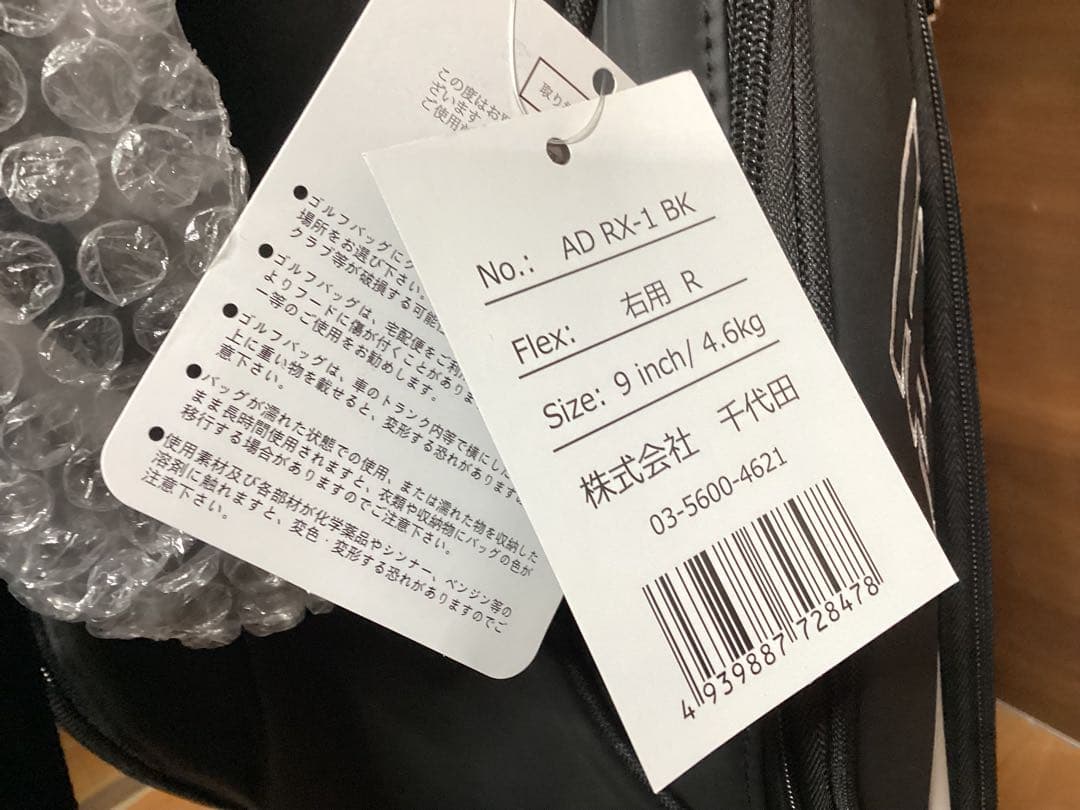 取り
この度はお
ざいます
ご使用
●ゴルフバッグに
場所をお選び下さい。
クラブ等が破損する可能
●ゴルフバッグは、宅配便をご利
よりフードに傷が付くことがありま
ー等のご使用をお勧めします。
●ゴルフバッグは、車のトランク内等で横にした
上に重い物を載せると、変形する恐れがあります
意下さい。
●バッグが濡れた状態での使用、または濡れた物を収納した
まま長時間使用されますと、衣類や収納物にバッグの色が
移行する場合がありますのでご注意下さい。
●使用素材及び各部材が化学薬品やシンナー、ベンジン等の
溶剤に触れますと、変色・変形する恐れがありますのでご
注意下さい。
No.: AD RX-1 BK
Flex: 右用 R
Size: 9 inch/ 4.6kg
株式会社 千代田
03-5600-4621
4939887728478